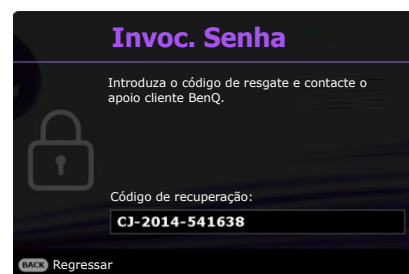 Invoc. Senha
Introduza o código de resgate e contacte o
apoio cliente BenQ.
Código de recuperação:
CJ-2014-541638
BACK Regressar